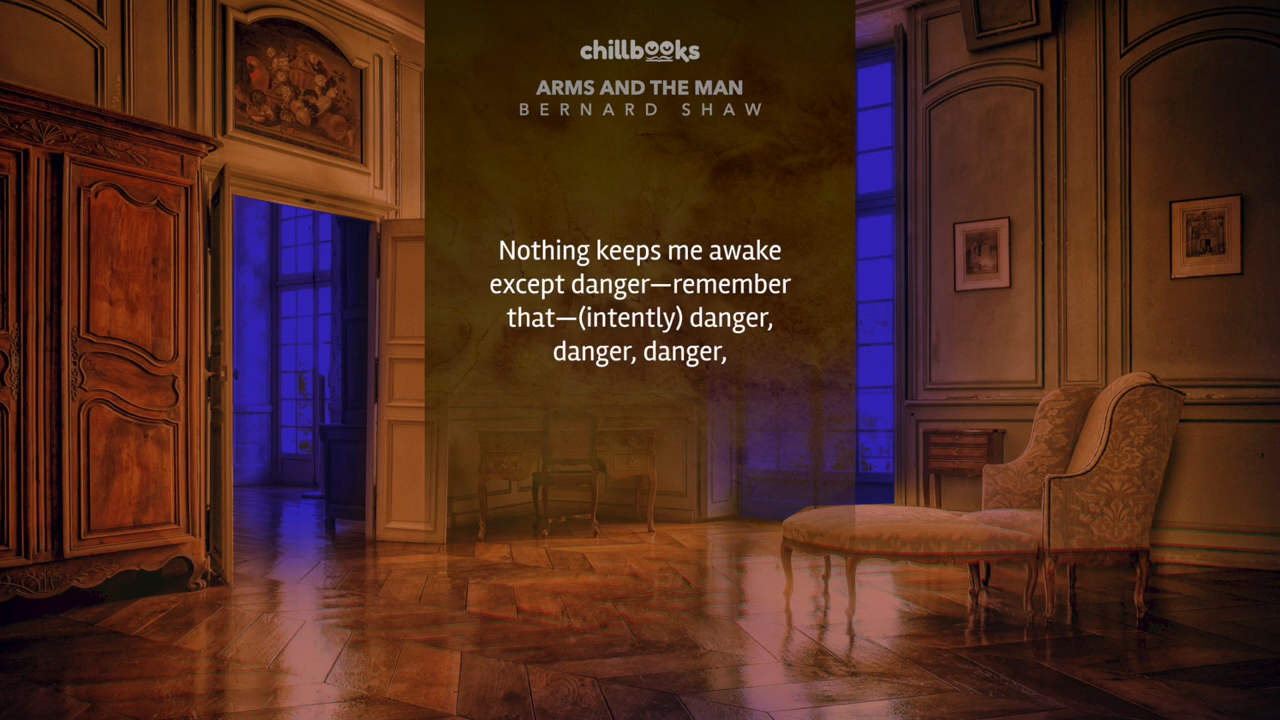 chillbooks
ARMS AND THE MAN
BERNARD SHAW
Nothing keeps me awake
except danger—remember
that—(intently) danger,
danger, danger,